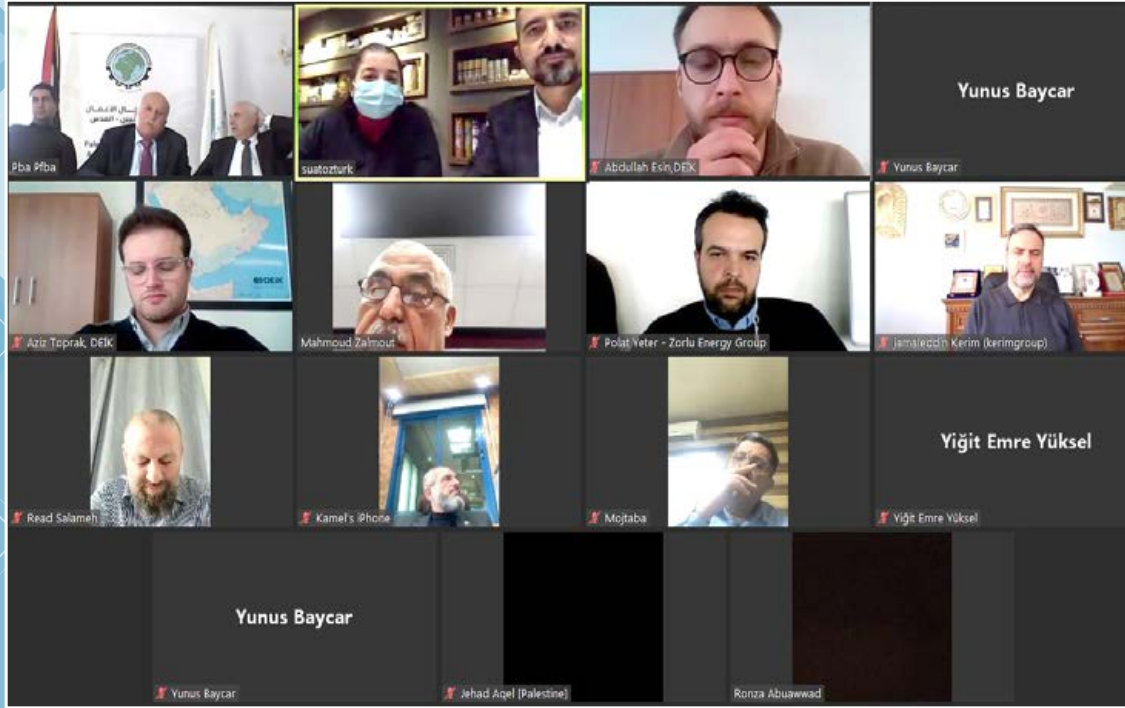 Pba Pfba
suatozturk
Abdullah Esin,DEİK
Yunus Baycar
Yunus Baycar
Aziz Toprak, DEİK
DEİK
Mahmoud Zalmout
Polat Yeter - Zorlu Energy Group
Jamaleddin Kerim (kerimgroup)
Read Salameh
Kamel's iPhone
Mojtaba
Yiğit Emre Yüksel
Yiğit Emre Yüksel
Yunus Baycar
Yunus Baycar
Jehad Aqel [Palestine]
Ronza Abuawwad